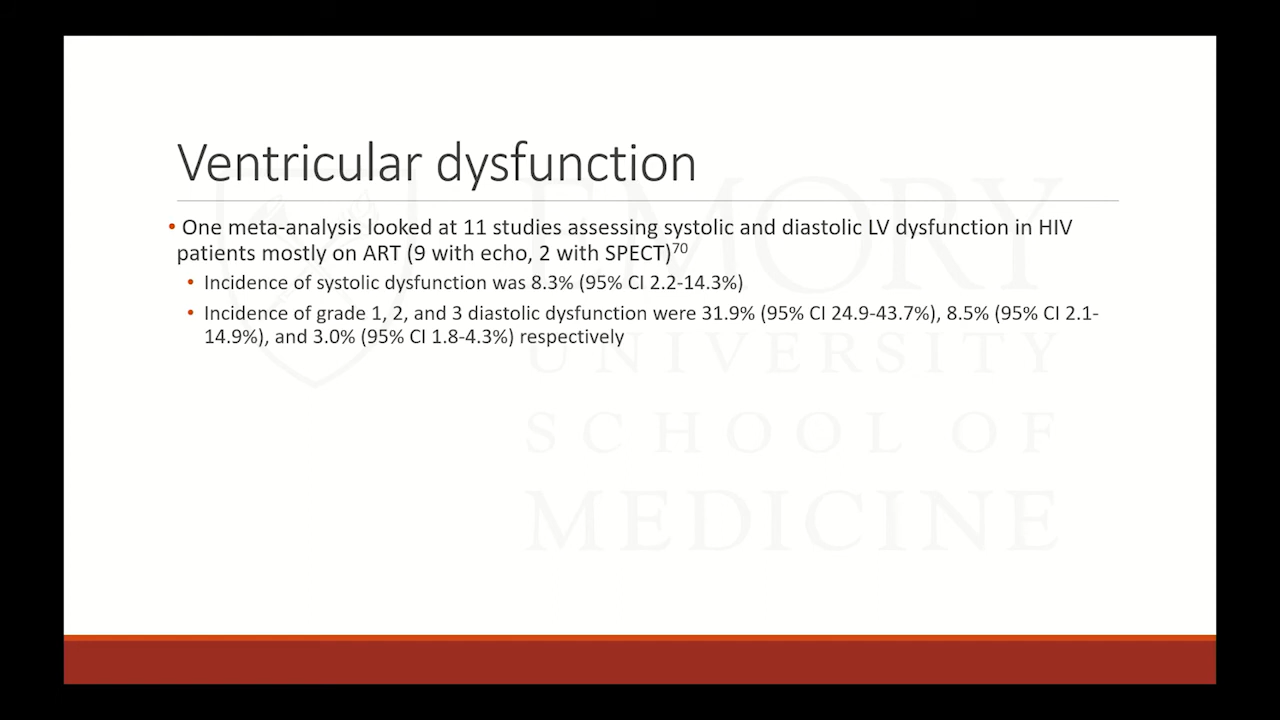 Ventricular dysfunction
• One meta-analysis looked at 11 studies assessing systolic and diastolic LV dysfunction in HIV
patients mostly on ART (9 with echo, 2 with SPECT)⁷⁰
• Incidence of systolic dysfunction was 8.3% (95% CI 2.2-14.3%)
• Incidence of grade 1, 2, and 3 diastolic dysfunction were 31.9% (95% CI 24.9-43.7%), 8.5% (95% CI 2.1-
14.9%), and 3.0% (95% CI 1.8-4.3%) respectively
EMORY
UNIVERSITY
SCHOOL OF
MEDICINE